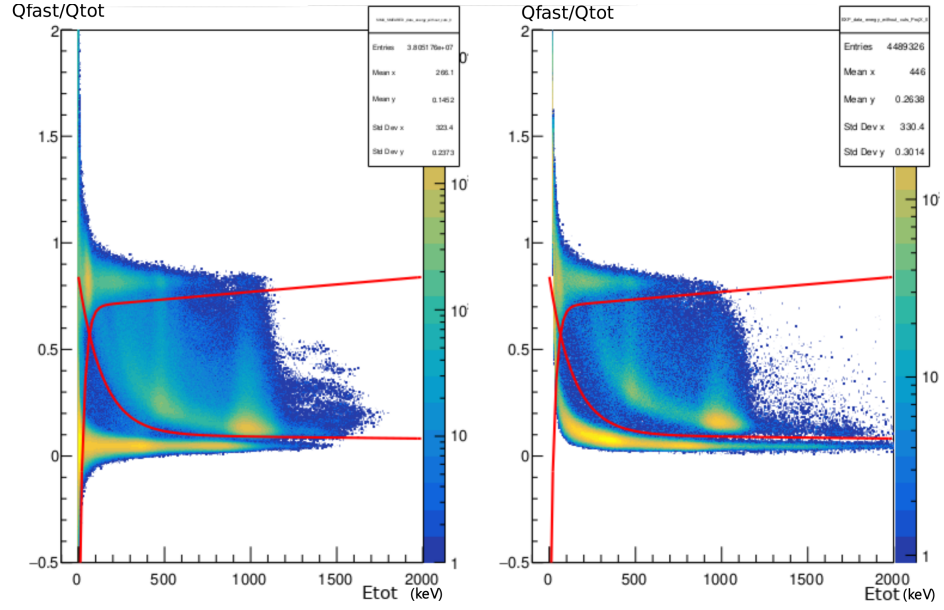 Qfast/Qtot
Entries 3.805176e+07
Mean x 266.1
Mean y 0.1452
Std Dev x 323.4
Std Dev y 0.2373
2
1.5
1
0.5
0
−0.5
0 500 1000 1500 2000
Etot (keV)
10
10
10
1
Qfast/Qtot
Entries 4489326
Mean x 446
Mean y 0.2638
Std Dev x 330.4
Std Dev y 0.3014
2
1.5
1
0.5
0
−0.5
0 500 1000 1500 2000
Etot (keV)
10
10
1